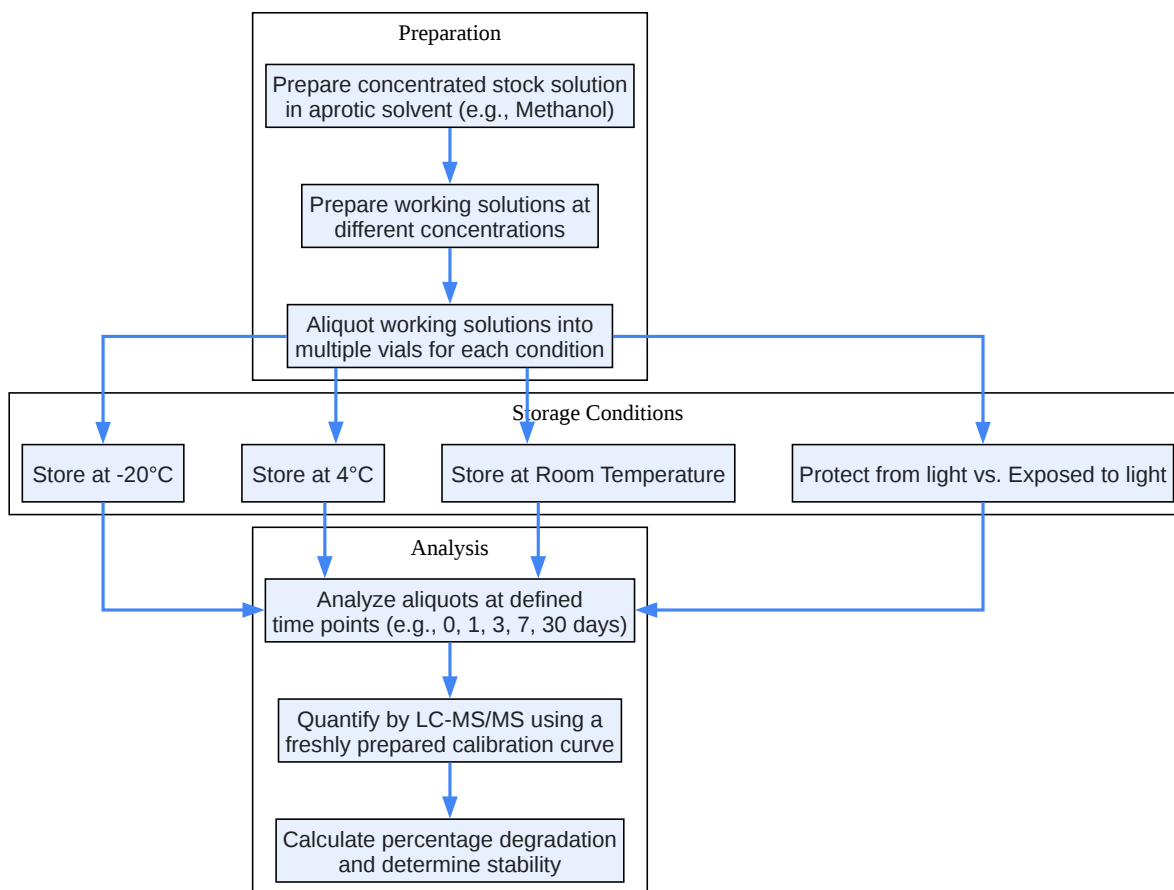 Preparation
Prepare concentrated stock solution
in aprotic solvent (e.g., Methanol)
Prepare working solutions at
different concentrations
Aliquot working solutions into
multiple vials for each condition
Storage Conditions
Store at -20°C
Store at 4°C
Store at Room Temperature
Protect from light vs. Exposed to light
Analysis
Analyze aliquots at defined
time points (e.g., 0, 1, 3, 7, 30 days)
Quantify by LC-MS/MS using a
freshly prepared calibration curve
Calculate percentage degradation
and determine stability